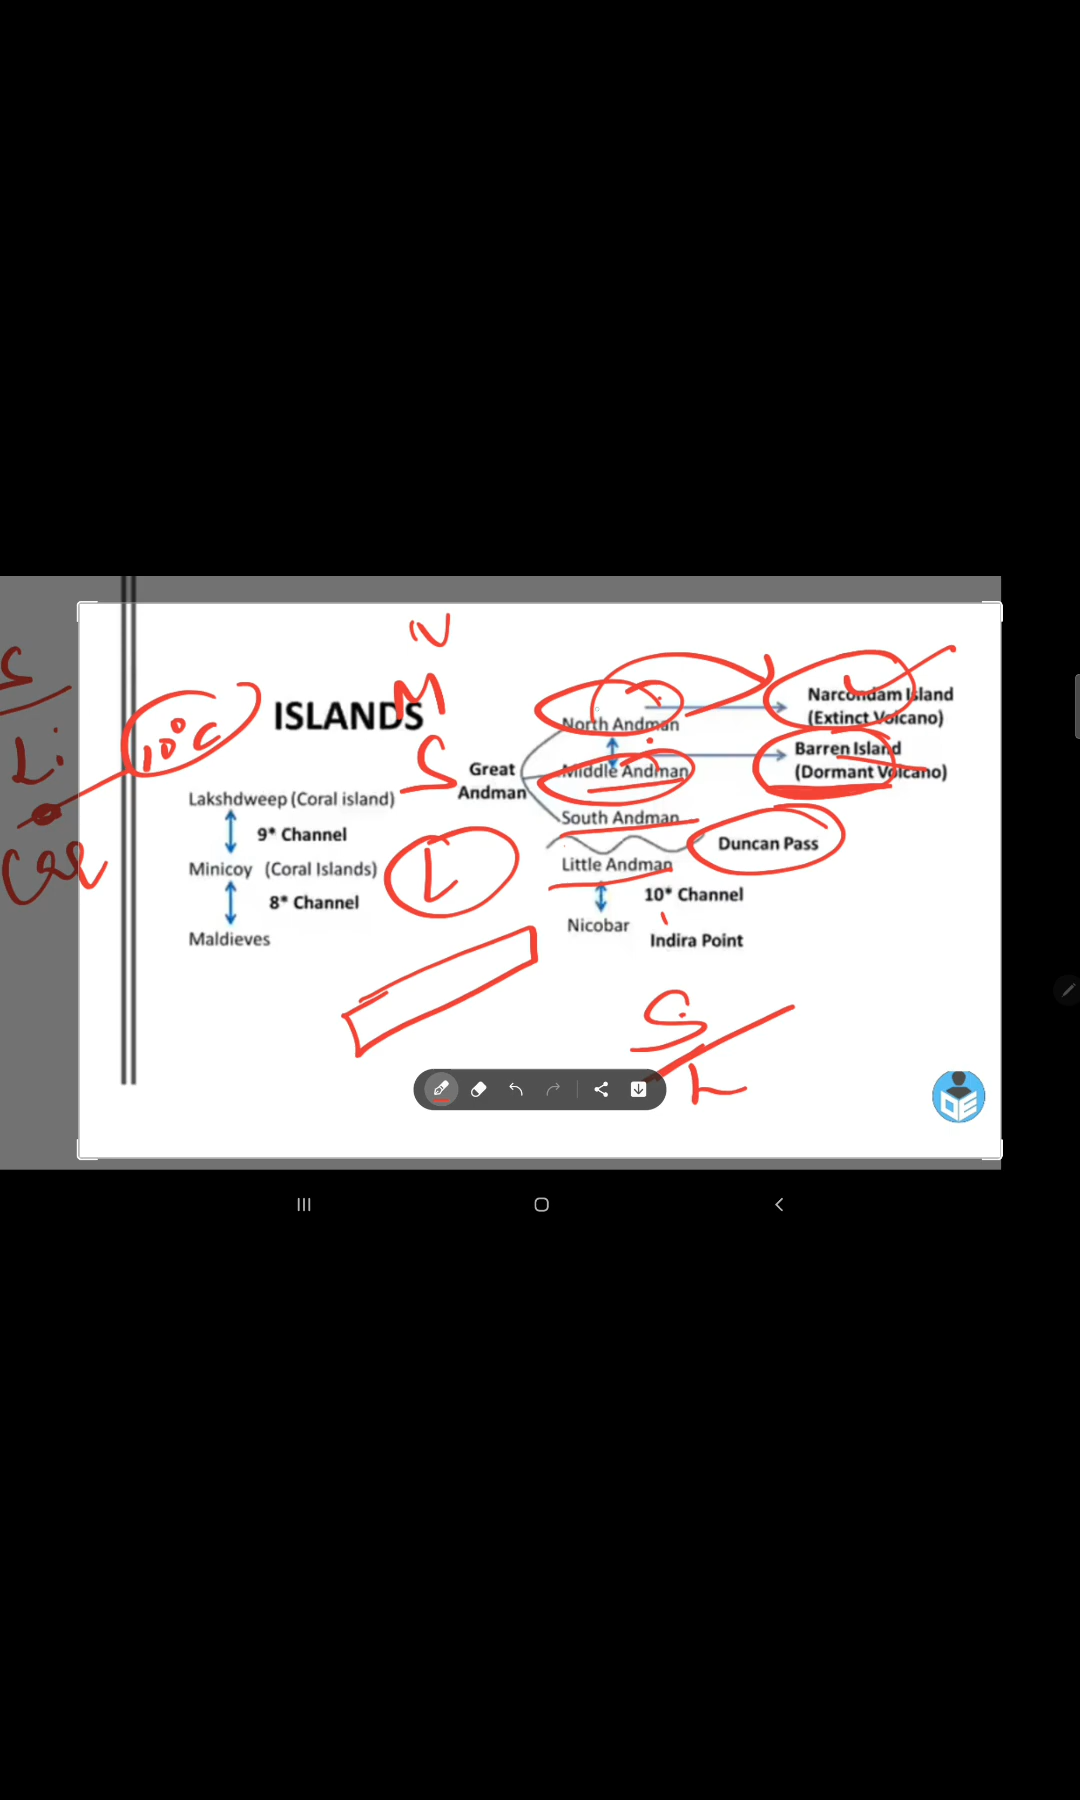 N
M
S
ISLANDS
10°C
S
Li
Lakshdweep (Coral island)
9* Channel
Minicoy (Coral Islands)
8* Channel
Maldieves
L
Great
Andman
North Andman
Middle Andman
South Andman
Little Andman
Nicobar
Narcondam Island
(Extinct Volcano)
Barren Island
(Dormant Volcano)
Duncan Pass
10* Channel
Indira Point
S
L